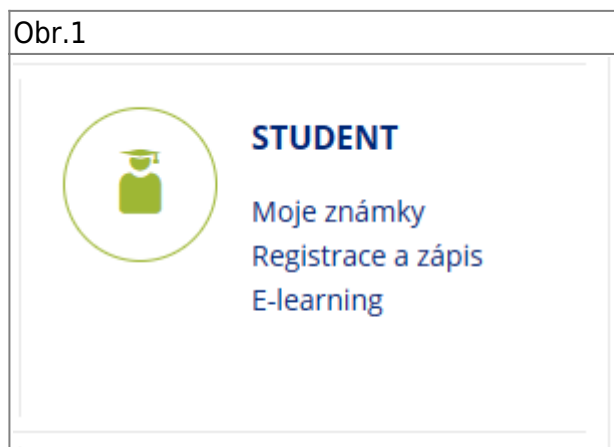 Obr.1
STUDENT
Moje známky
Registrace a zápis
E-learning